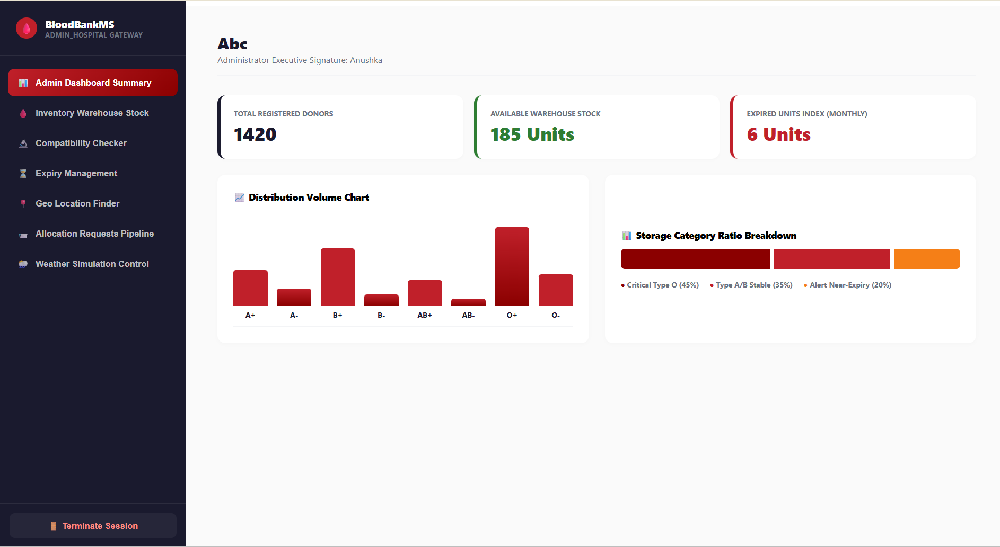 BloodBankMS
ADMIN_HOSPITAL GATEWAY
Admin Dashboard Summary
Inventory Warehouse Stock
Compatibility Checker
Expiry Management
Geo Location Finder
Allocation Requests Pipeline
Weather Simulation Control
Terminate Session
Abc
Administrator Executive Signature: Anushka
TOTAL REGISTERED DONORS
1420
AVAILABLE WAREHOUSE STOCK
185 Units
EXPIRED UNITS INDEX (MONTHLY)
6 Units
Distribution Volume Chart
A+ A- B+ B- AB+ AB- O+ O-
Storage Category Ratio Breakdown
● Critical Type O (45%) ● Type A/B Stable (35%) ● Alert Near-Expiry (20%)